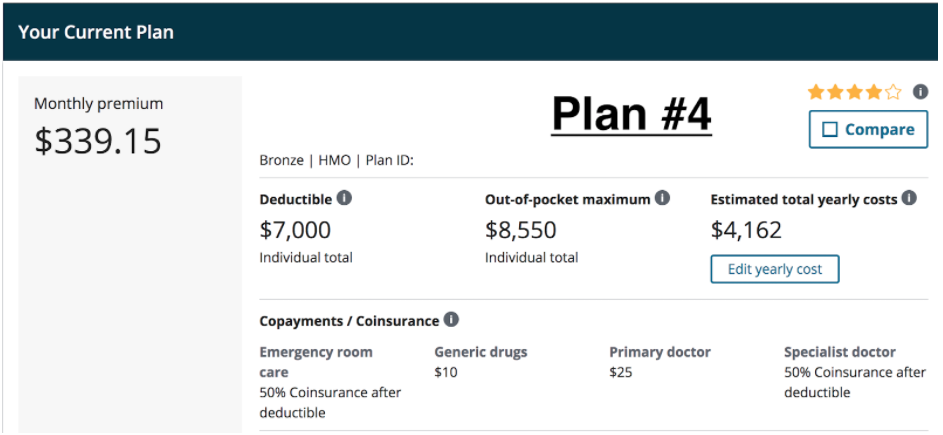 Your Current Plan
Monthly premium
$339.15
Plan #4
Compare
Bronze | HMO | Plan ID:
Deductible
$7,000
Individual total
Out-of-pocket maximum
$8,550
Individual total
Estimated total yearly costs
$4,162
Edit yearly cost
Copayments / Coinsurance
Emergency room
care
50% Coinsurance after
deductible
Generic drugs
$10
Primary doctor
$25
Specialist doctor
50% Coinsurance after
deductible